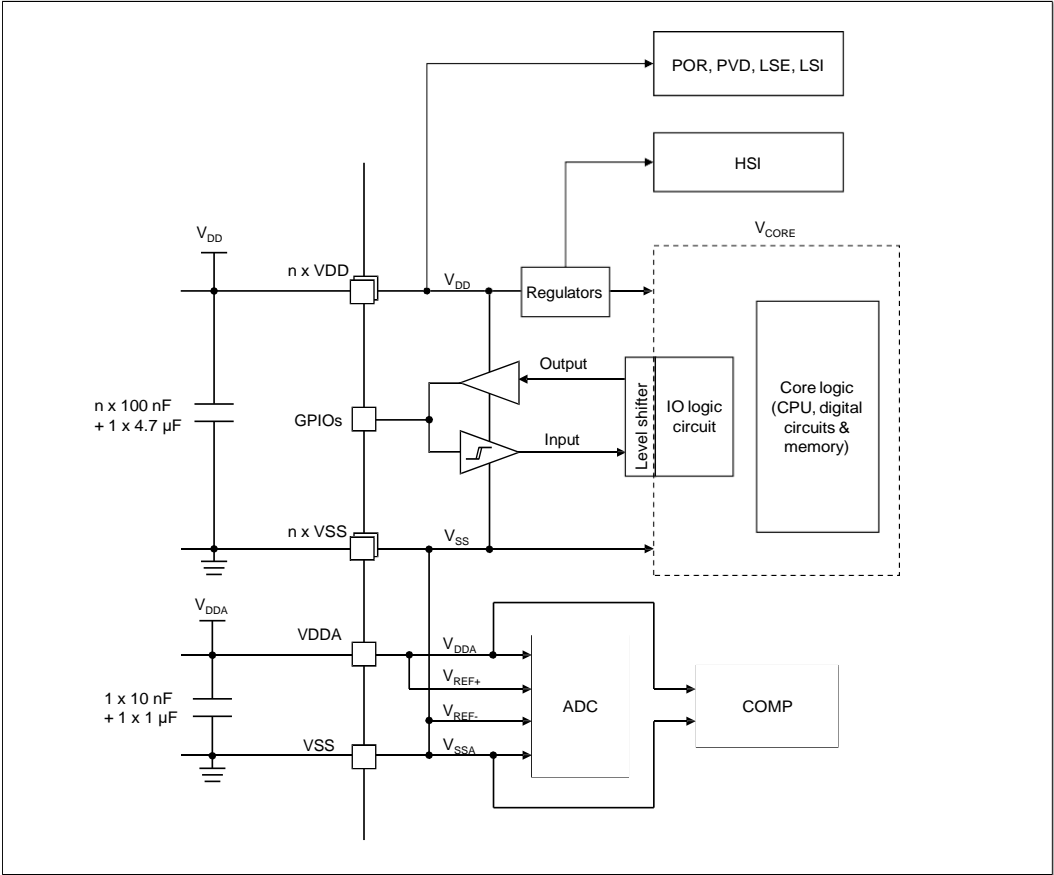 POR, PVD, LSE, LSI
HSI
VCORE
VDD
n x VDD
VDD
Regulators
n x 100 nF
+ 1 x 4.7 µF
GPIOs
Output
Input
Level shifter
IO logic
circuit
Core logic
(CPU, digital
circuits &
memory)
n x VSS
VSS
VDDA
VDDA
VDDA
VREF+
VREF-
VSSA
1 x 10 nF
+ 1 x 1 µF
VSS
ADC
COMP